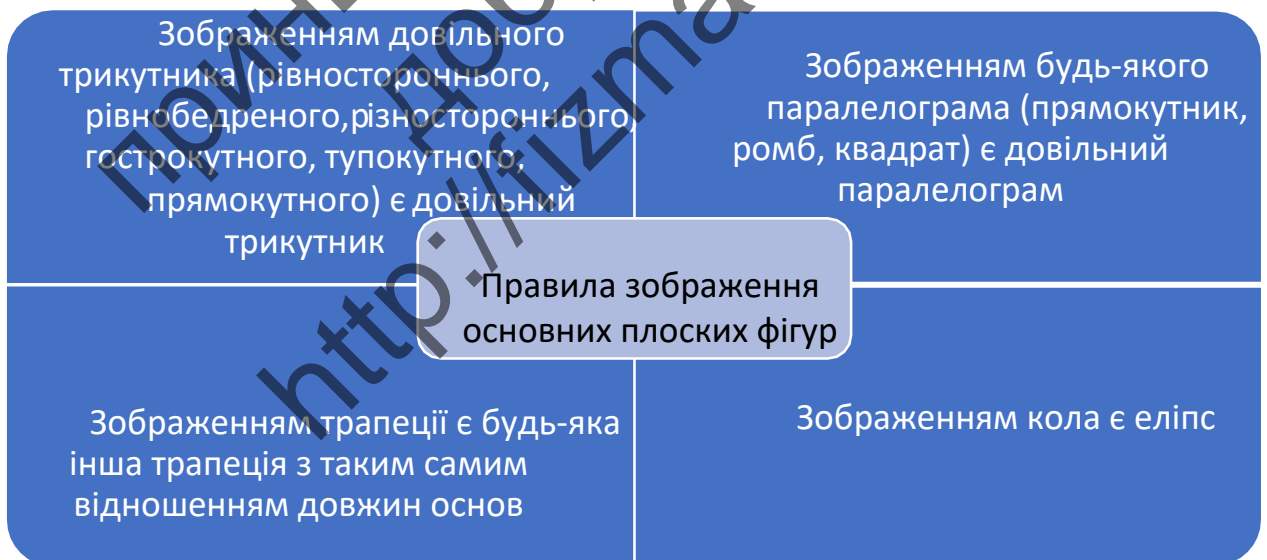 Зображенням довільного
трикутника (рівностороннього,
рівнобедреного,різностороннього,
гострокутного, тупокутного,
прямокутного) є довільний
трикутник
Зображенням будь-якого
паралелограма (прямокутник,
ромб, квадрат) є довільний
паралелограм
Правила зображення
основних плоских фігур
Зображенням трапеції є будь-яка
інша трапеція з таким самим
відношенням довжин основ
Зображенням кола є еліпс
http://fizma